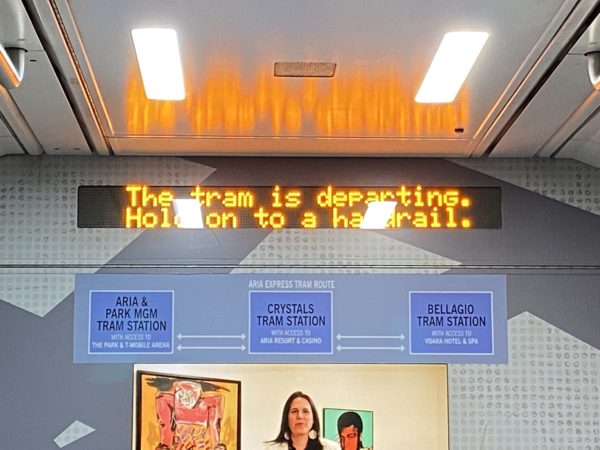 The tram is departing.
Hold on to a handrail.
ARIA EXPRESS TRAM ROUTE
ARIA &
PARK MGM
TRAM STATION
WITH ACCESS TO
THE PARK & T-MOBILE ARENA
CRYSTALS
TRAM STATION
WITH ACCESS TO
ARIA RESORT & CASINO
BELLAGIO
TRAM STATION
WITH ACCESS TO
VDARA HOTEL & SPA